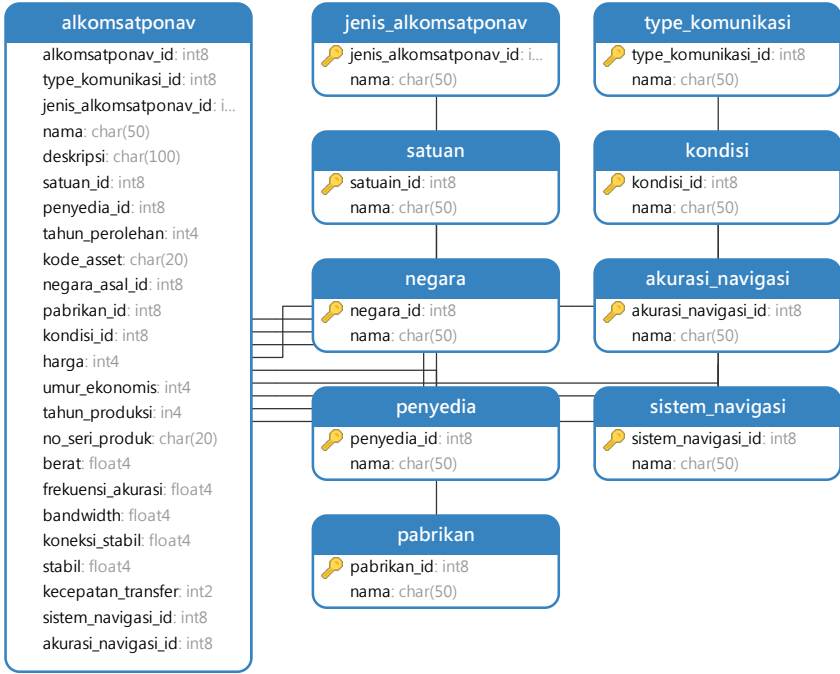 alkomsatponav
alkomsatponav_id: int8
type_komunikasi_id: int8
jenis_alkomsatponav_id: i...
nama: char(50)
deskripsi: char(100)
satuan_id: int8
penyedia_id: int8
tahun_perolehan: int4
kode_asset: char(20)
negara_asal_id: int8
pabrikan_id: int8
kondisi_id: int8
harga: int4
umur_ekonomis: int4
tahun_produksi: in4
no_seri_produk: char(20)
berat: float4
frekuensi_akurasi: float4
bandwidth: float4
koneksi_stabil: float4
stabil: float4
kecepatan_transfer: int2
sistem_navigasi_id: int8
akurasi_navigasi_id: int8
jenis_alkomsatponav
jenis_alkomsatponav_id: i...
nama: char(50)
satuan
satuain_id: int8
nama: char(50)
negara
negara_id: int8
nama: char(50)
penyedia
penyedia_id: int8
nama: char(50)
pabrikan
pabrikan_id: int8
nama: char(50)
type_komunikasi
type_komunikasi_id: int8
nama: char(50)
kondisi
kondisi_id: int8
nama: char(50)
akurasi_navigasi
akurasi_navigasi_id: int8
nama: char(50)
sistem_navigasi
sistem_navigasi_id: int8
nama: char(50)